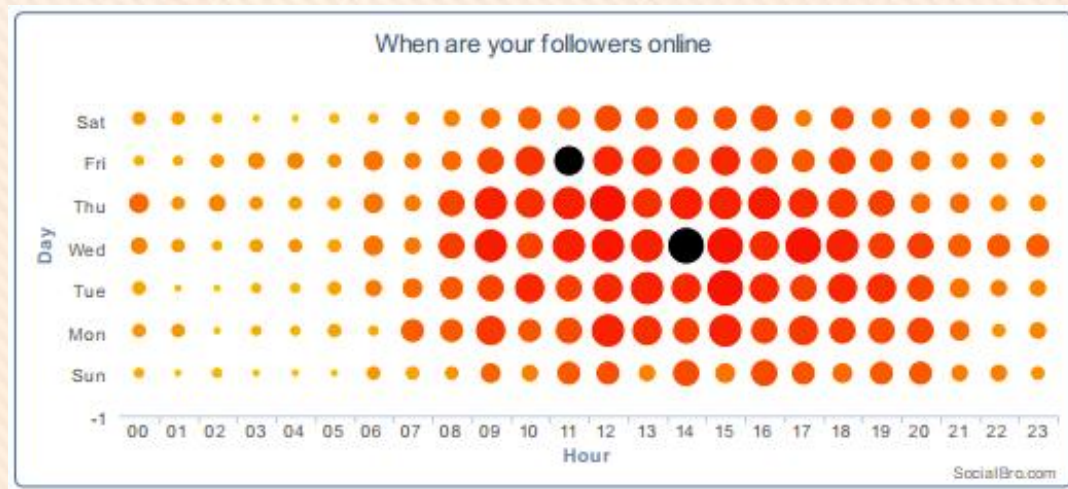 When are your followers online
Sat
Fri
Thu
Wed
Tue
Mon
Sun
-1
Day
00 01 02 03 04 05 06 07 08 09 10 11 12 13 14 15 16 17 18 19 20 21 22 23
Hour
SocialBro.com